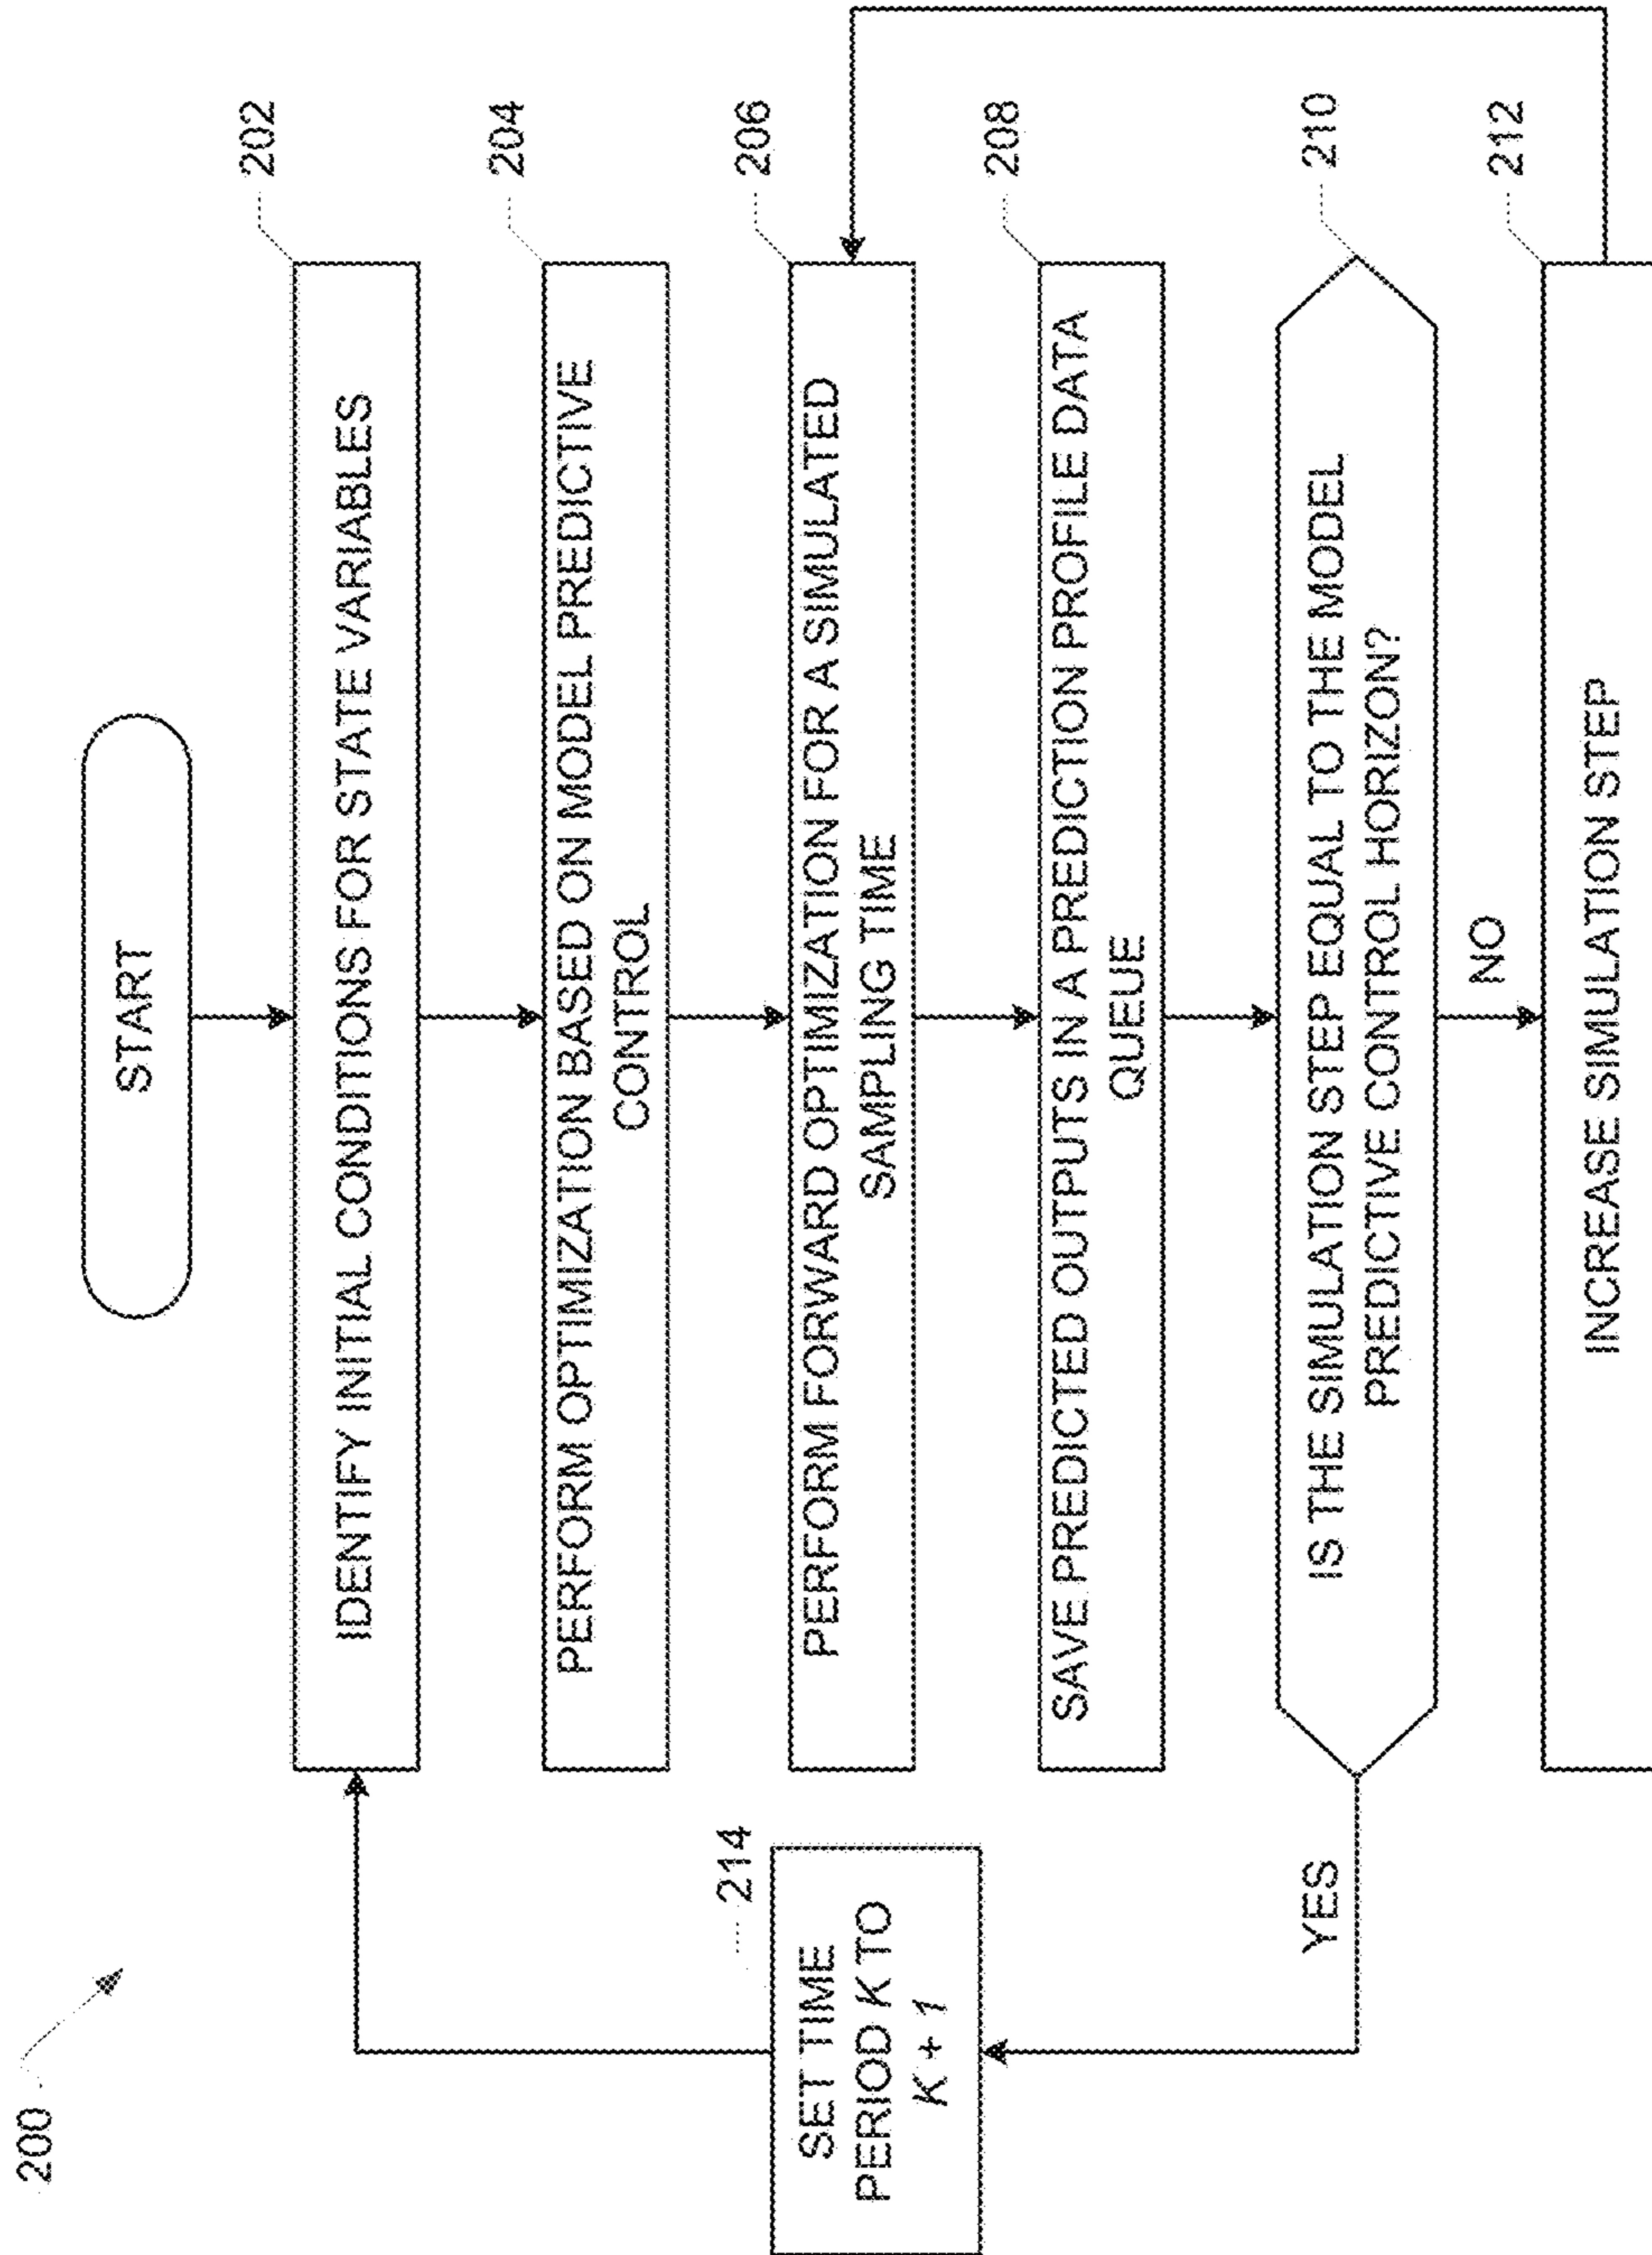 200
START
202
IDENTIFY INITIAL CONDITIONS FOR STATE VARIABLES
204
PERFORM OPTIMIZATION BASED ON MODEL PREDICTIVE
CONTROL
206
PERFORM FORWARD OPTIMIZATION FOR A SIMULATED
SAMPLING TIME
208
SAVE PREDICTED OUTPUTS IN A PREDICTION PROFILE DATA
QUEUE
210
IS THE SIMULATION STEP EQUAL TO THE MODEL
PREDICTIVE CONTROL HORIZON?
NO
212
INCREASE SIMULATION STEP
YES
214
SET TIME
PERIOD K TO
K + 1